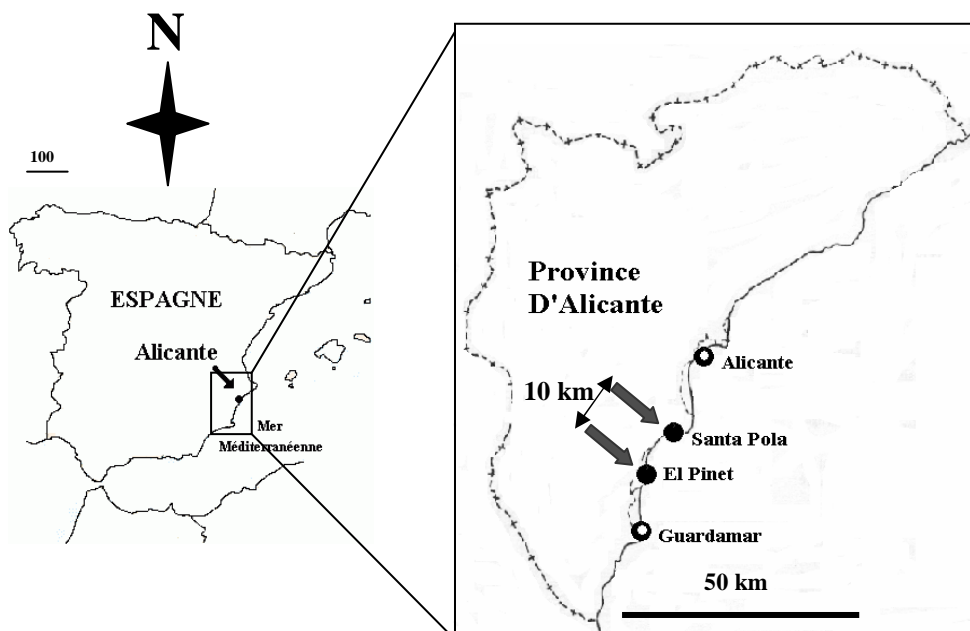 N
100
ESPAGNE
Alicante
Mer
Méditerranéenne
Province
D'Alicante
Alicante
10 km
Santa Pola
El Pinet
Guardamar
50 km